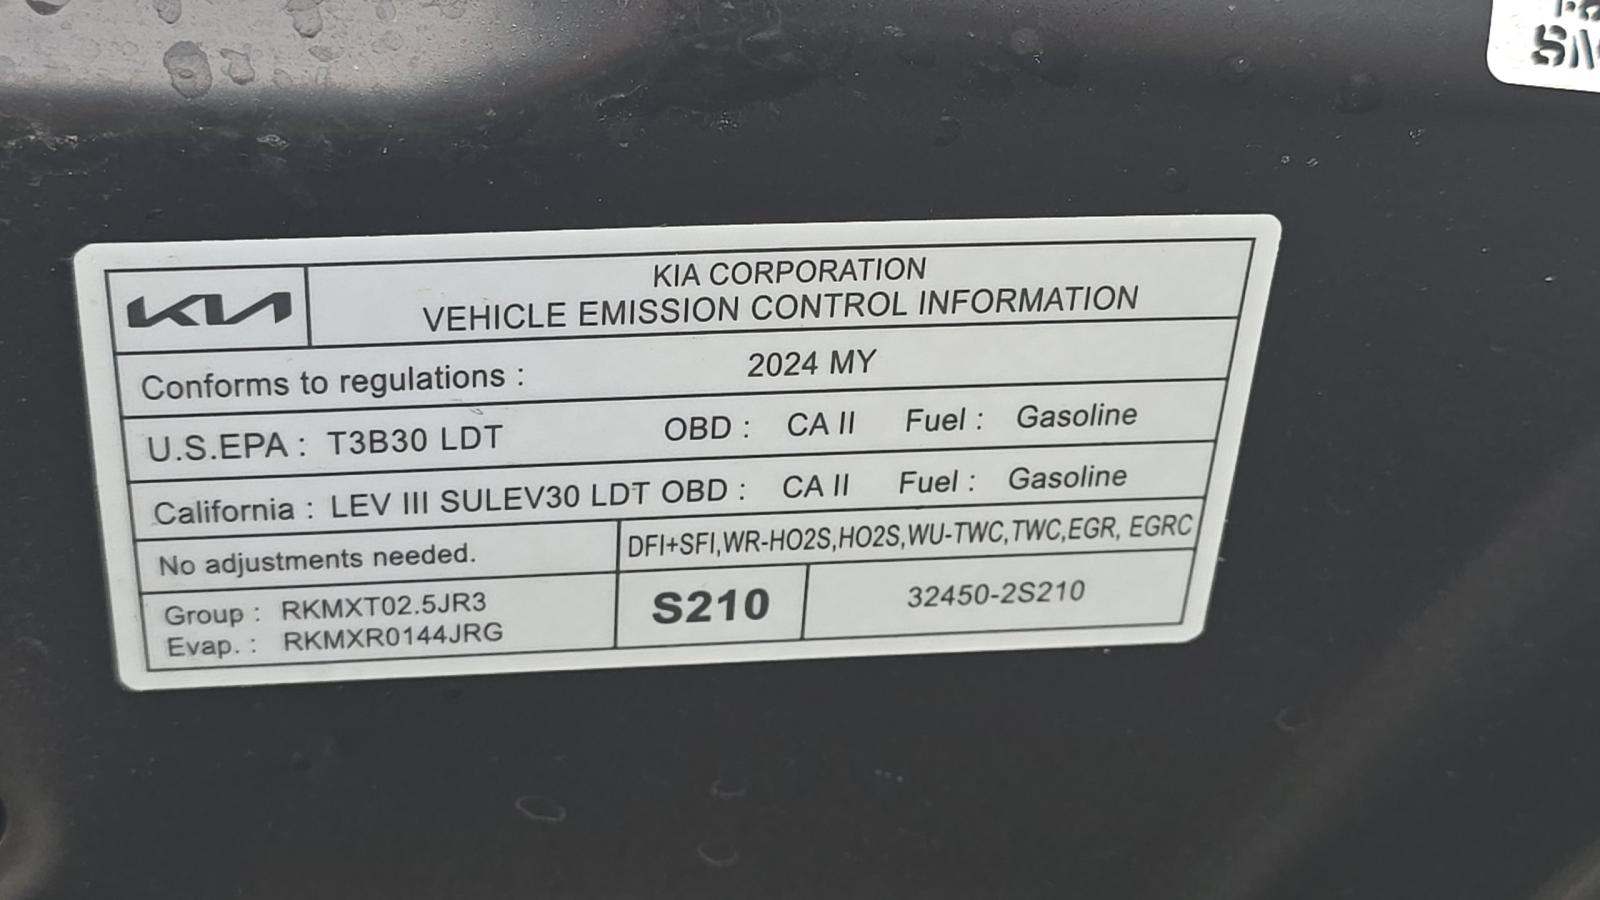 KIA
KIA CORPORATION
VEHICLE EMISSION CONTROL INFORMATION
Conforms to regulations : 2024 MY
U.S.EPA : T3B30 LDT OBD : CA II Fuel : Gasoline
California : LEV III SULEV30 LDT OBD : CA II Fuel : Gasoline
No adjustments needed.
DFI+SFI,WR-HO2S,HO2S,WU-TWC,TWC,EGR, EGRC
Group : RKMXT02.5JR3
Evap. : RKMXR0144JRG
S210
32450-2S210